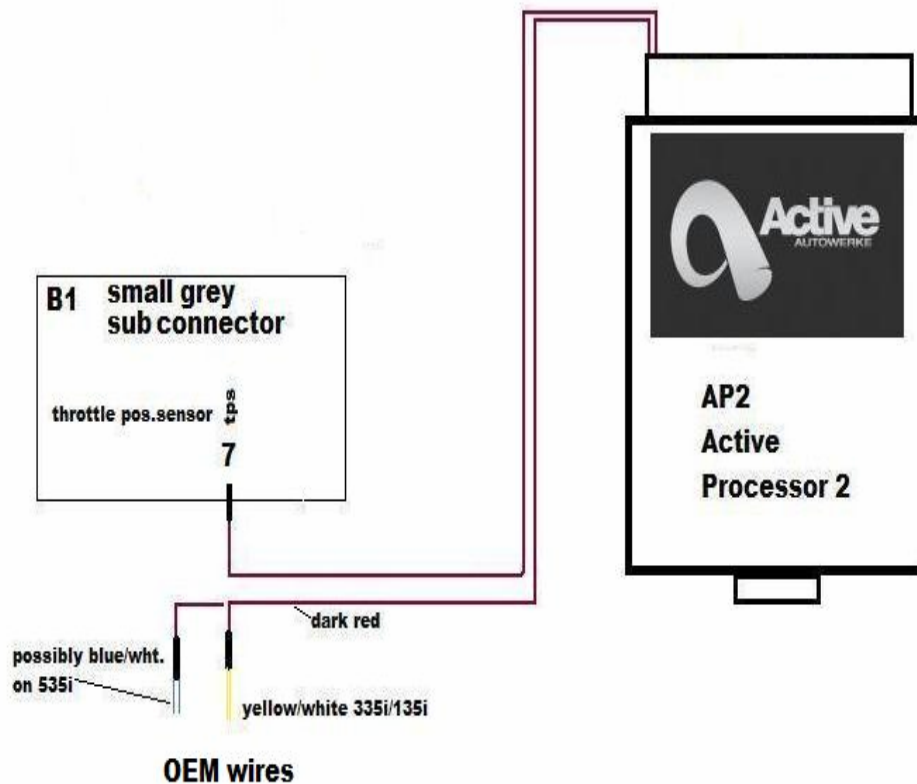 Active
AUTOWERKE
B1 small grey
sub connector
throttle pos.sensor tps
7
AP2
Active
Processor 2
dark red
possibly blue/wht.
on 535i
yellow/white 335i/135i
OEM wires